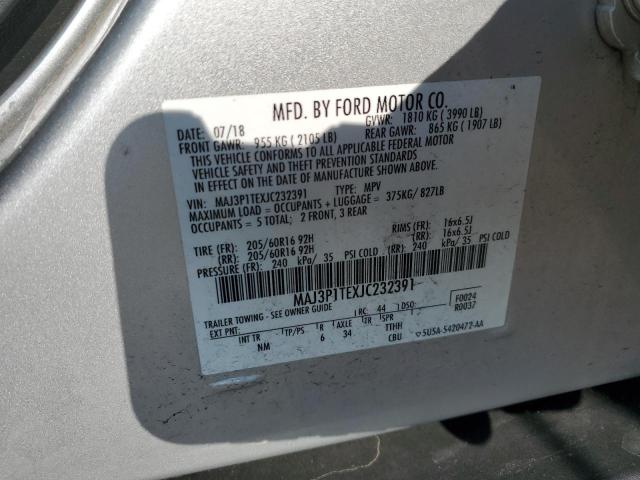 MFD. BY FORD MOTOR CO.
DATE: 07/18 GVWR: 1810 KG ( 3990 LB)
FRONT GAWR: 955 KG ( 2105 LB) REAR GAWR: 865 KG ( 1907 LB)
THIS VEHICLE CONFORMS TO ALL APPLICABLE FEDERAL MOTOR
VEHICLE SAFETY AND THEFT PREVENTION STANDARDS
IN EFFECT ON THE DATE OF MANUFACTURE SHOWN ABOVE.
VIN: MAJ3P1TEXJC232391 TYPE: MPV
MAXIMUM LOAD = OCCUPANTS + LUGGAGE = 375KG/ 827LB
OCCUPANTS = 5 TOTAL; 2 FRONT, 3 REAR
TIRE (FR): 205/60R16 92H RIMS (FR): 16x6.5J
(RR): 205/60R16 92H (RR): 16x6.5J
PRESSURE (FR): 240 kPa/ 35 PSI COLD (RR): 240 kPa/ 35 PSI COLD
MAJ3P1TEXJC232391
TRAILER TOWING - SEE OWNER GUIDE RC: 44 DSO: F0024
EXT PNT: R0037
INT TR TP/PS R AXLE TR SPR TTHH
NM 6 34 CBU 5USA-5420472-AA